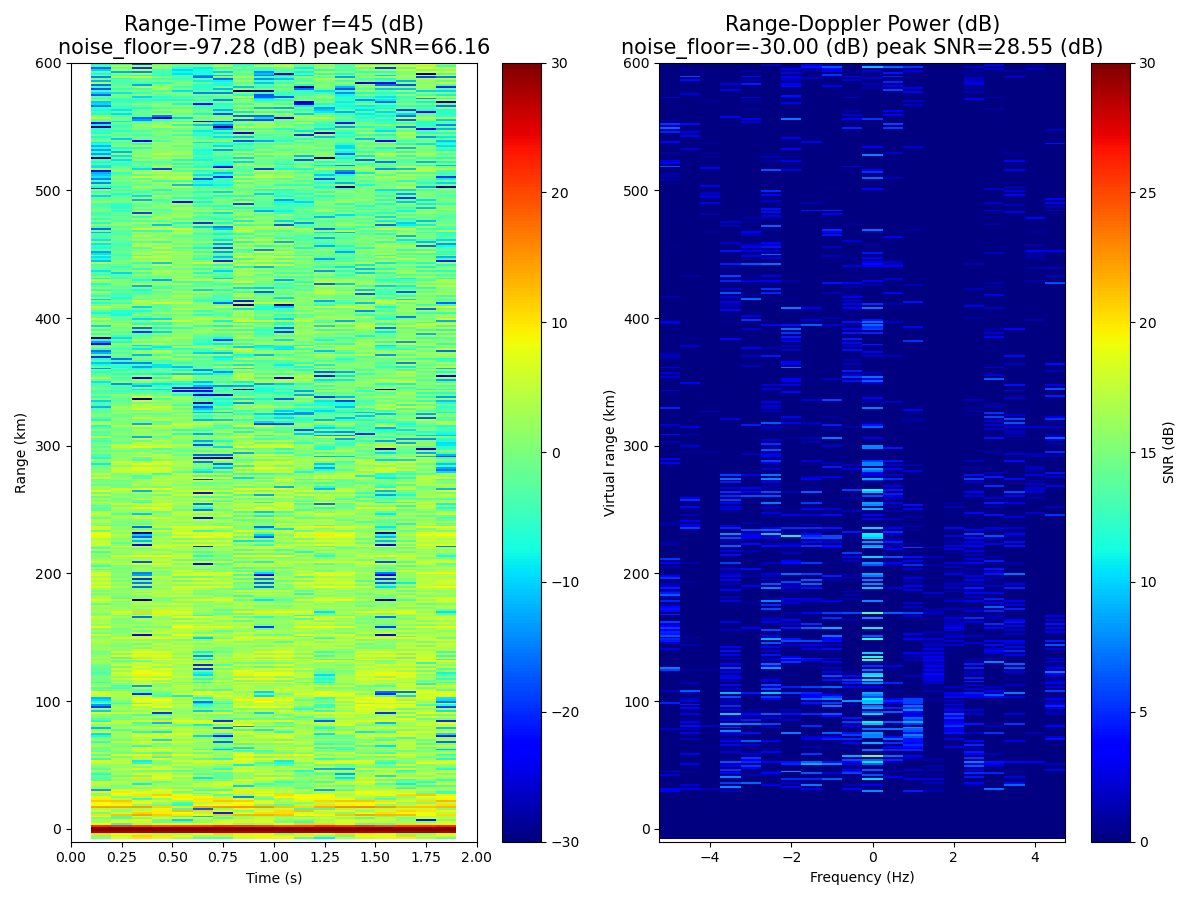 Range-Time Power f=45 (dB)
noise_floor=-97.28 (dB) peak SNR=66.16
Range-Doppler Power (dB)
noise_floor=-30.00 (dB) peak SNR=28.55 (dB)
Range (km)
600
500
400
300
200
100
0
0.00 0.25 0.50 0.75 1.00 1.25 1.50 1.75 2.00
Time (s)
30
20
10
0
−10
−20
−30
Virtual range (km)
600
500
400
300
200
100
0
−4 −2 0 2 4
Frequency (Hz)
30
25
20
15
10
5
0
SNR (dB)